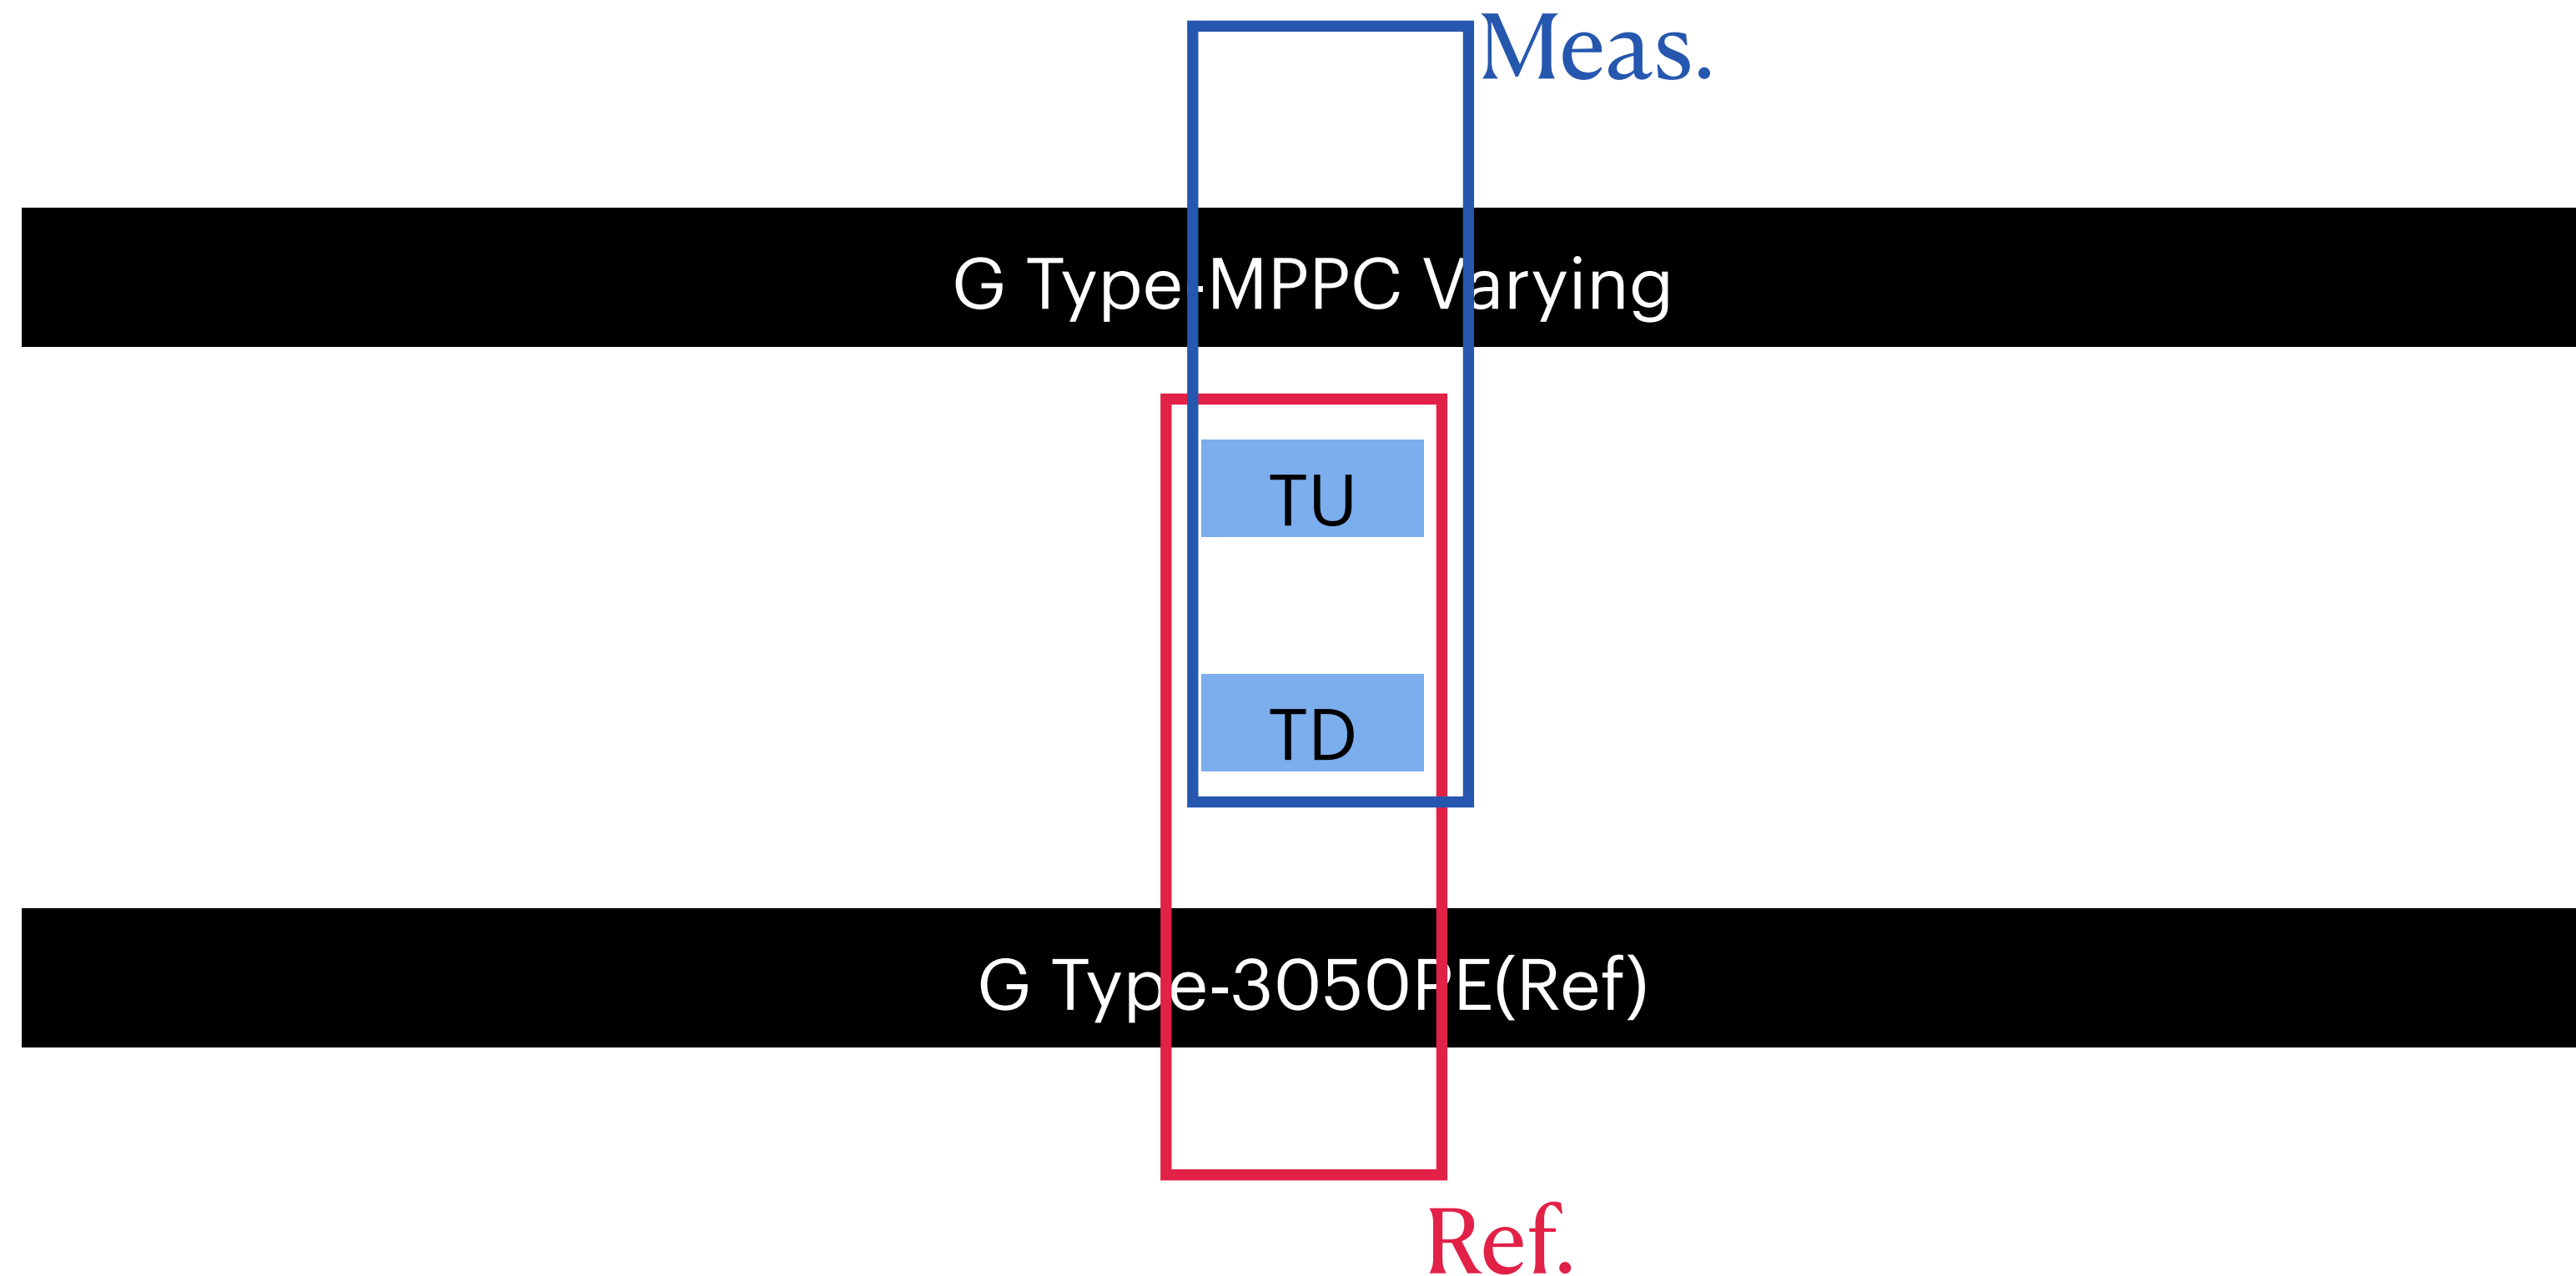 Meas.
G Type-MPPC Varying
TU
TD
G Type-3050PE(Ref)
Ref.